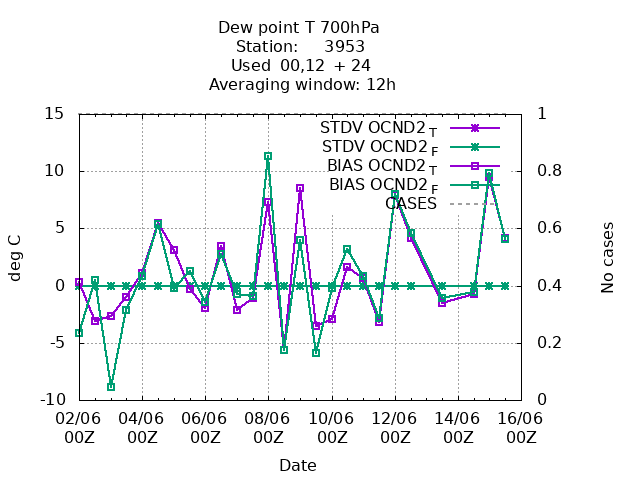 Dew point T 700hPa
Station: 3953
Used 00,12 + 24
Averaging window: 12h
15
10
5
0
-5
-10
deg C
1
0.8
0.6
0.4
0.2
0
No cases
STDV OCND2 T
STDV OCND2 F
BIAS OCND2 T
BIAS OCND2 F
CASES
02/06 04/06 06/06 08/06 10/06 12/06 14/06 16/06
00Z 00Z 00Z 00Z 00Z 00Z 00Z 00Z
Date